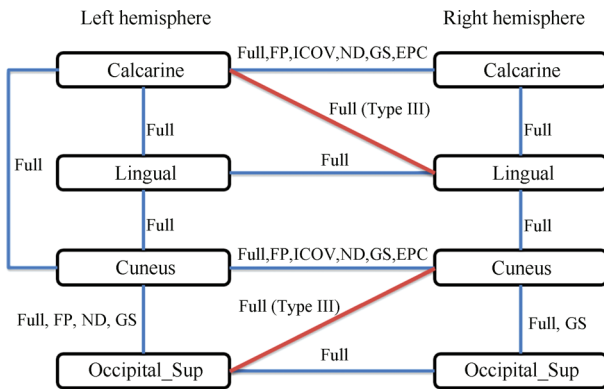 Left hemisphere
Right hemisphere
Full,FP,ICOV,ND,GS,EPC
Calcarine
Calcarine
Full (Type III)
Full
Full
Full
Full
Lingual
Lingual
Full
Full
Full,FP,ICOV,ND,GS,EPC
Cuneus
Cuneus
Full (Type III)
Full, FP, ND, GS
Full, GS
Full
Occipital_Sup
Occipital_Sup